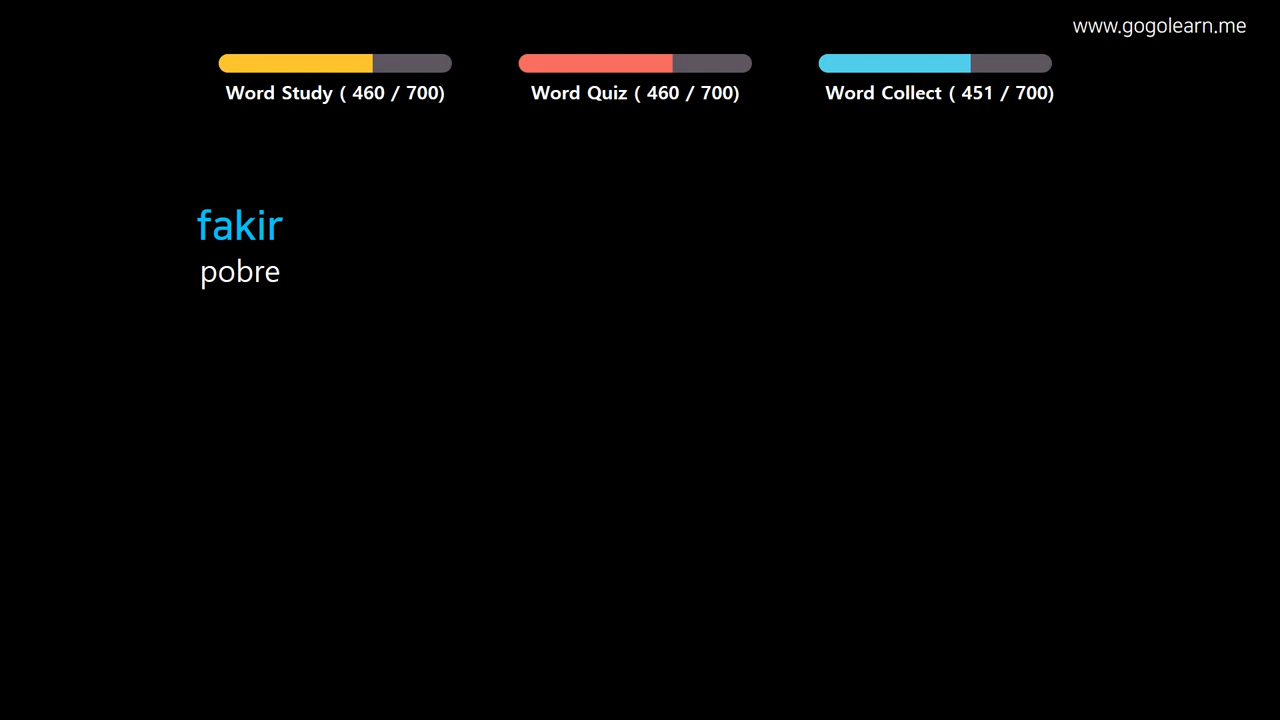 www.gogolearn.me
Word Study ( 460 / 700)
Word Quiz ( 460 / 700)
Word Collect ( 451 / 700)
fakir
pobre